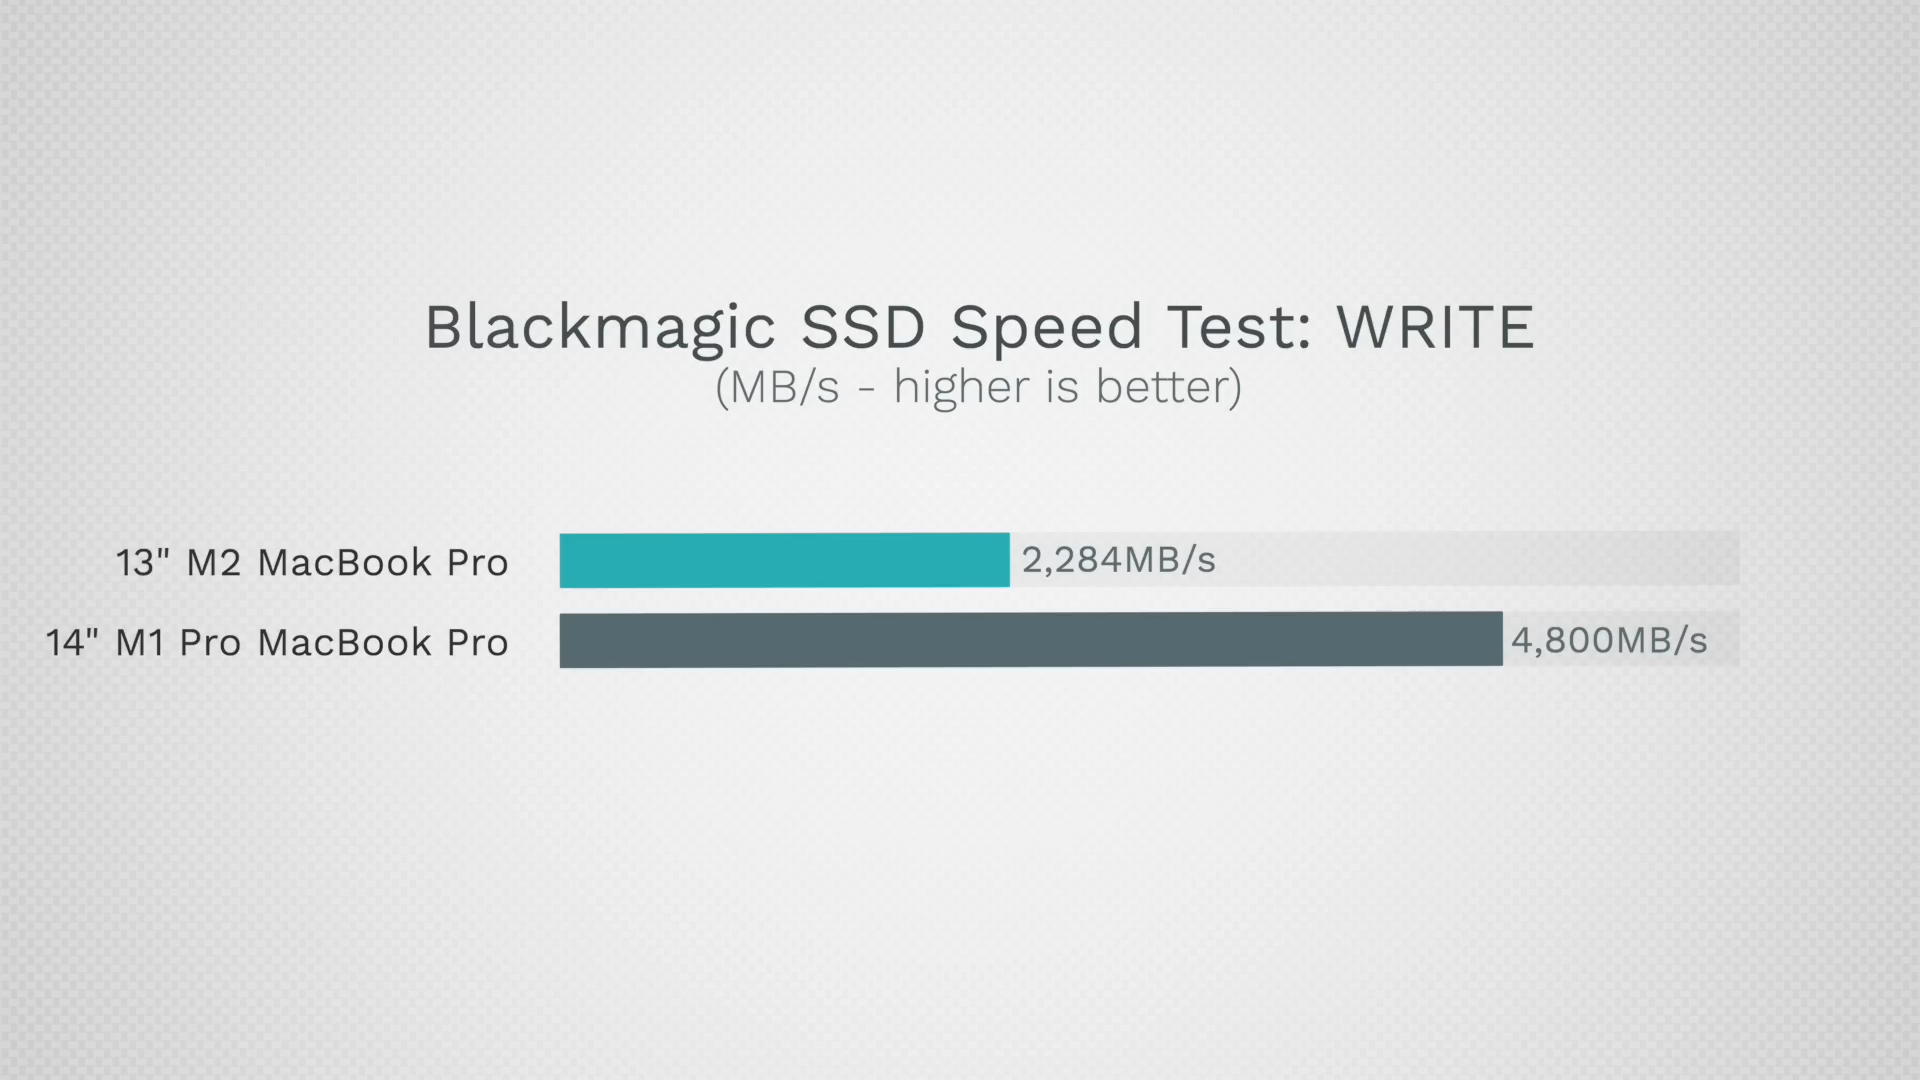 Blackmagic SSD Speed Test: WRITE
(MB/s - higher is better)
13" M2 MacBook Pro 2,284MB/s
14" M1 Pro MacBook Pro 4,800MB/s